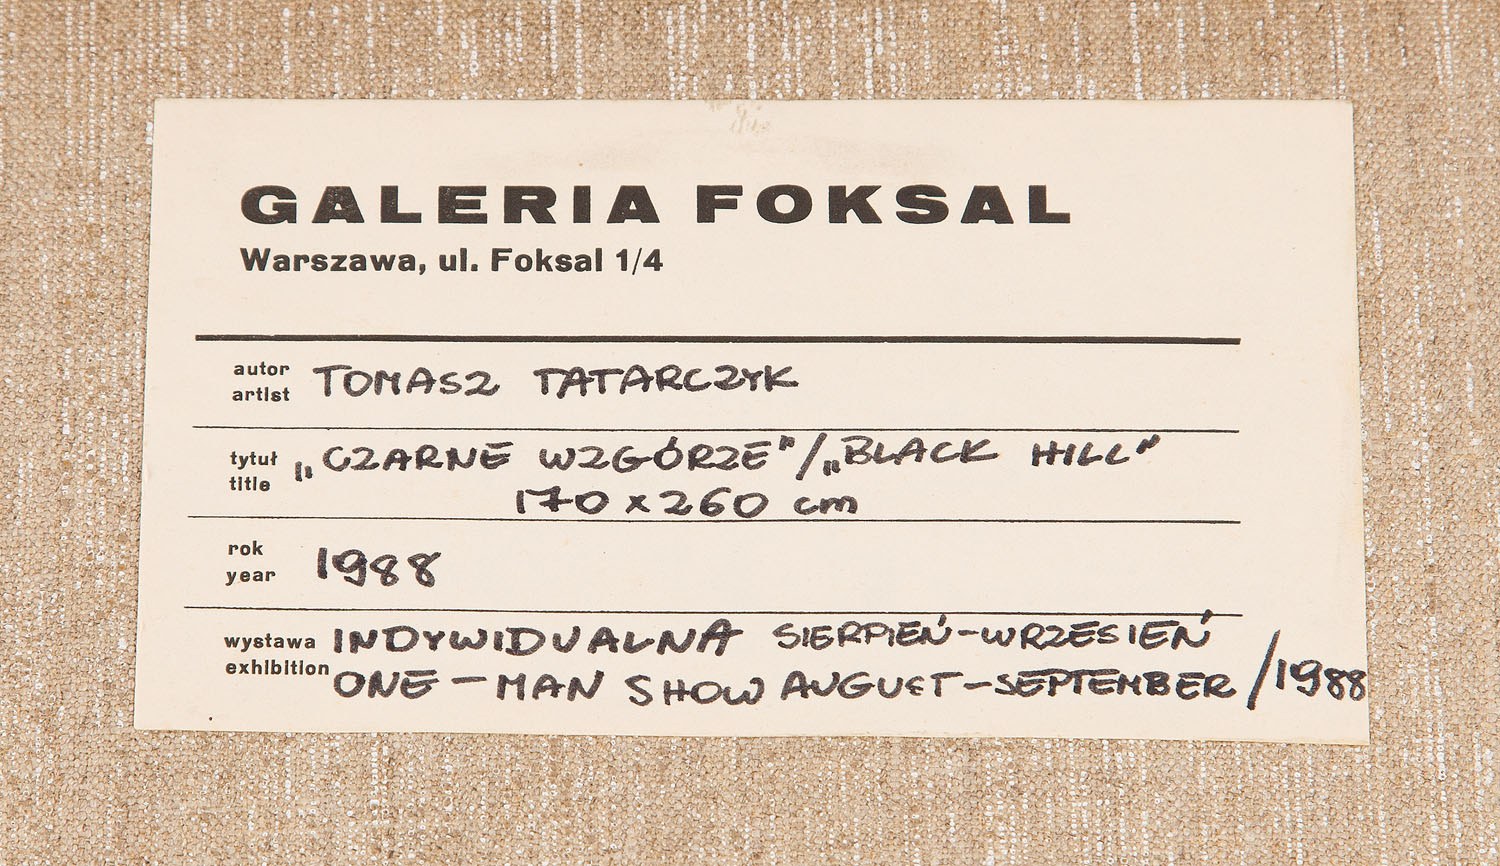 GALERIA FOKSAL
Warszawa, ul. Foksal 1/4
autor
artist
TOMASZ TATARCZYK
tytuł
title
„CZARNE WZGÓRZE"/„BLACK HILL"
170 x 260 cm
rok
year
1988
wystawa
exhibition
INDYWIDUALNA SIERPIEŃ-WRZESIEŃ
ONE-MAN SHOW AUGUST-SEPTEMBER /1988